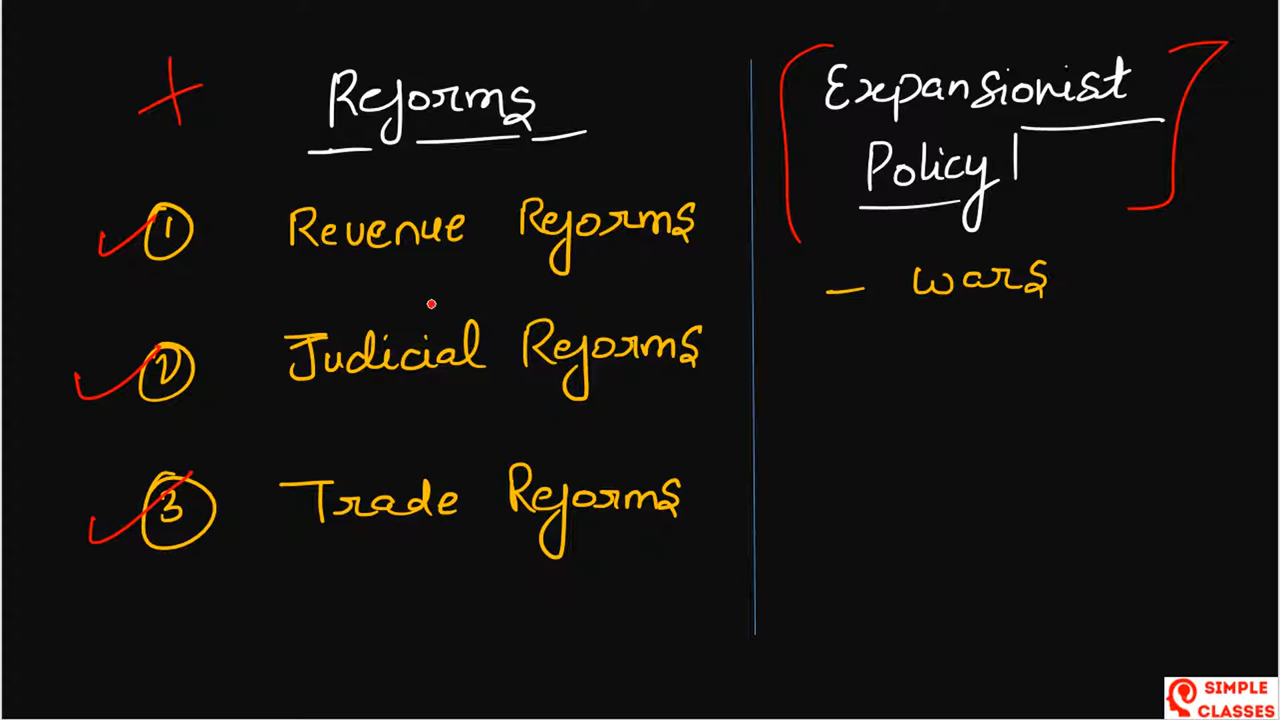 Reforms
① Revenue Reforms
② Judicial Reforms
③ Trade Reforms
Expansionist
Policy
- wars
SIMPLE
CLASSES